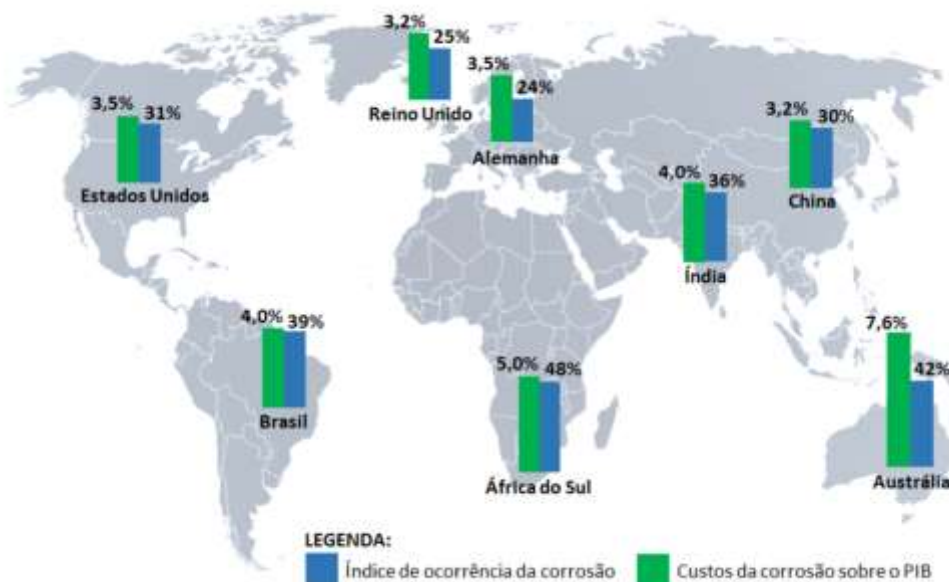 3,2% 25%
Reino Unido
3,5% 24%
Alemanha
3,5% 31%
Estados Unidos
3,2% 30%
China
4,0% 36%
Índia
4,0% 39%
Brasil
5,0% 48%
África do Sul
7,6%
42%
Austrália
LEGENDA:
Índice de ocorrência da corrosão Custos da corrosão sobre o PIB